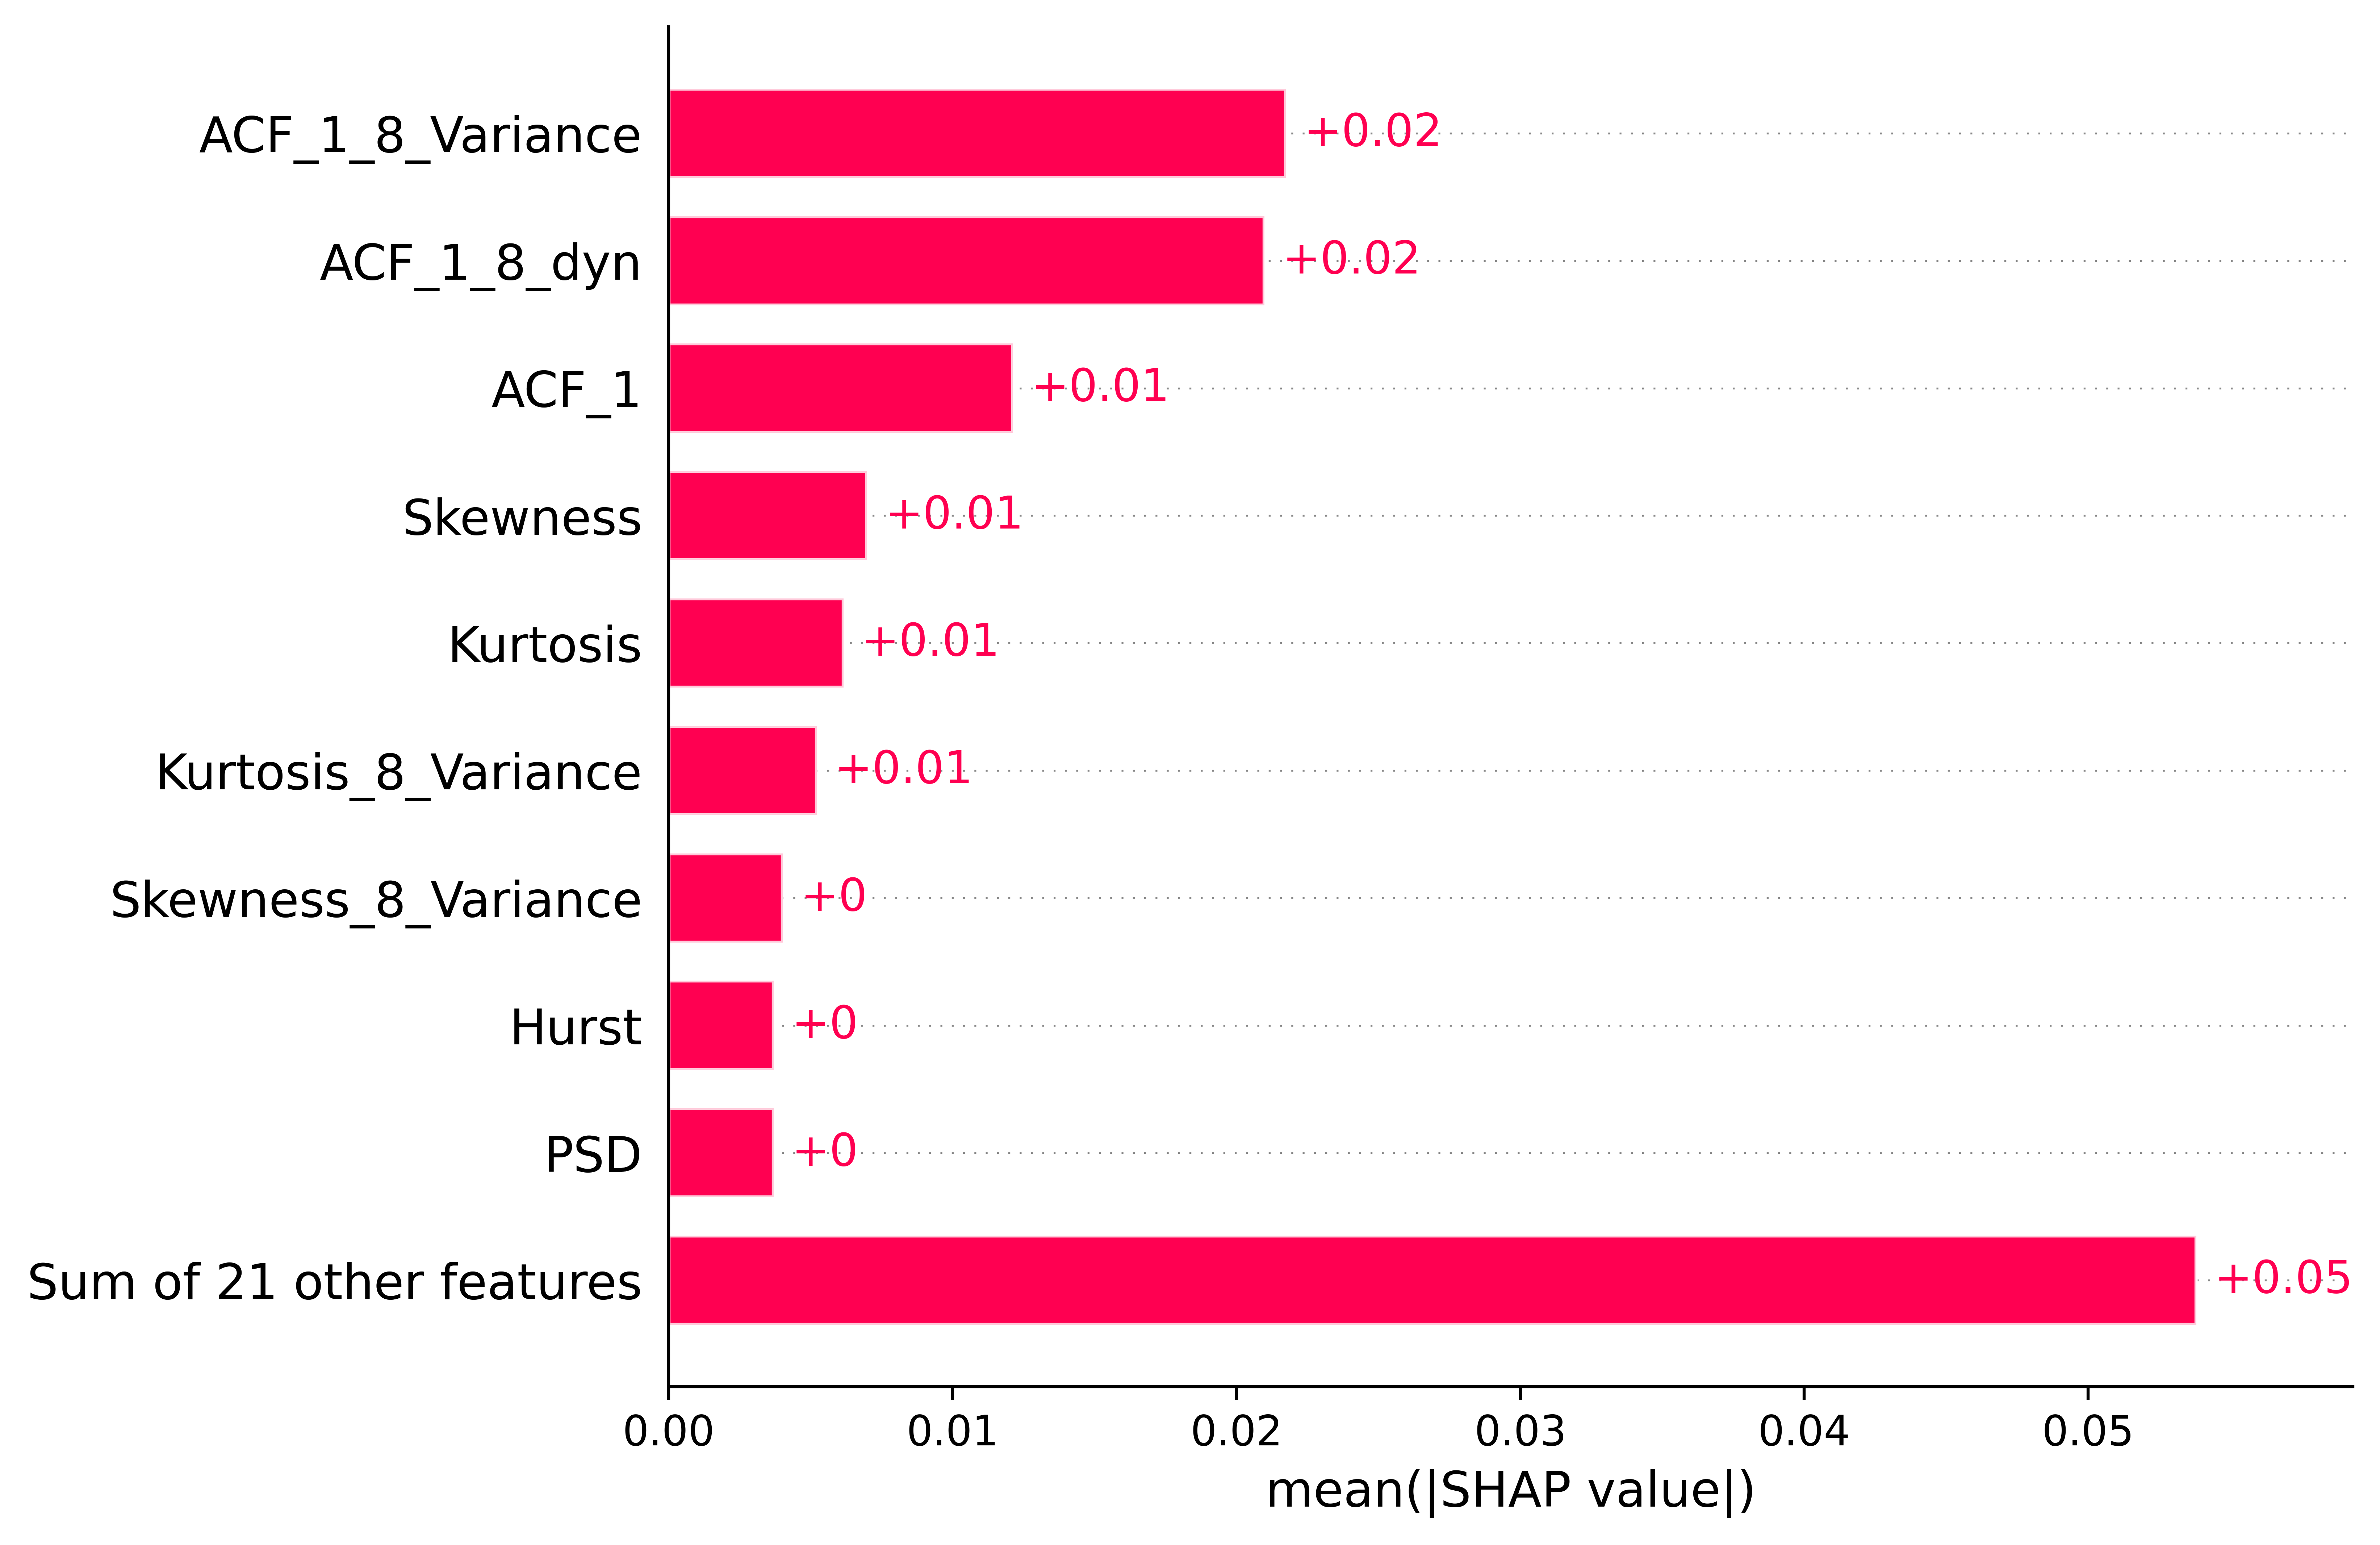 ACF_1_8_Variance +0.02
ACF_1_8_dyn +0.02
ACF_1 +0.01
Skewness +0.01
Kurtosis +0.01
Kurtosis_8_Variance +0.01
Skewness_8_Variance +0
Hurst +0
PSD +0
Sum of 21 other features +0.05
0.00 0.01 0.02 0.03 0.04 0.05
mean(|SHAP value|)